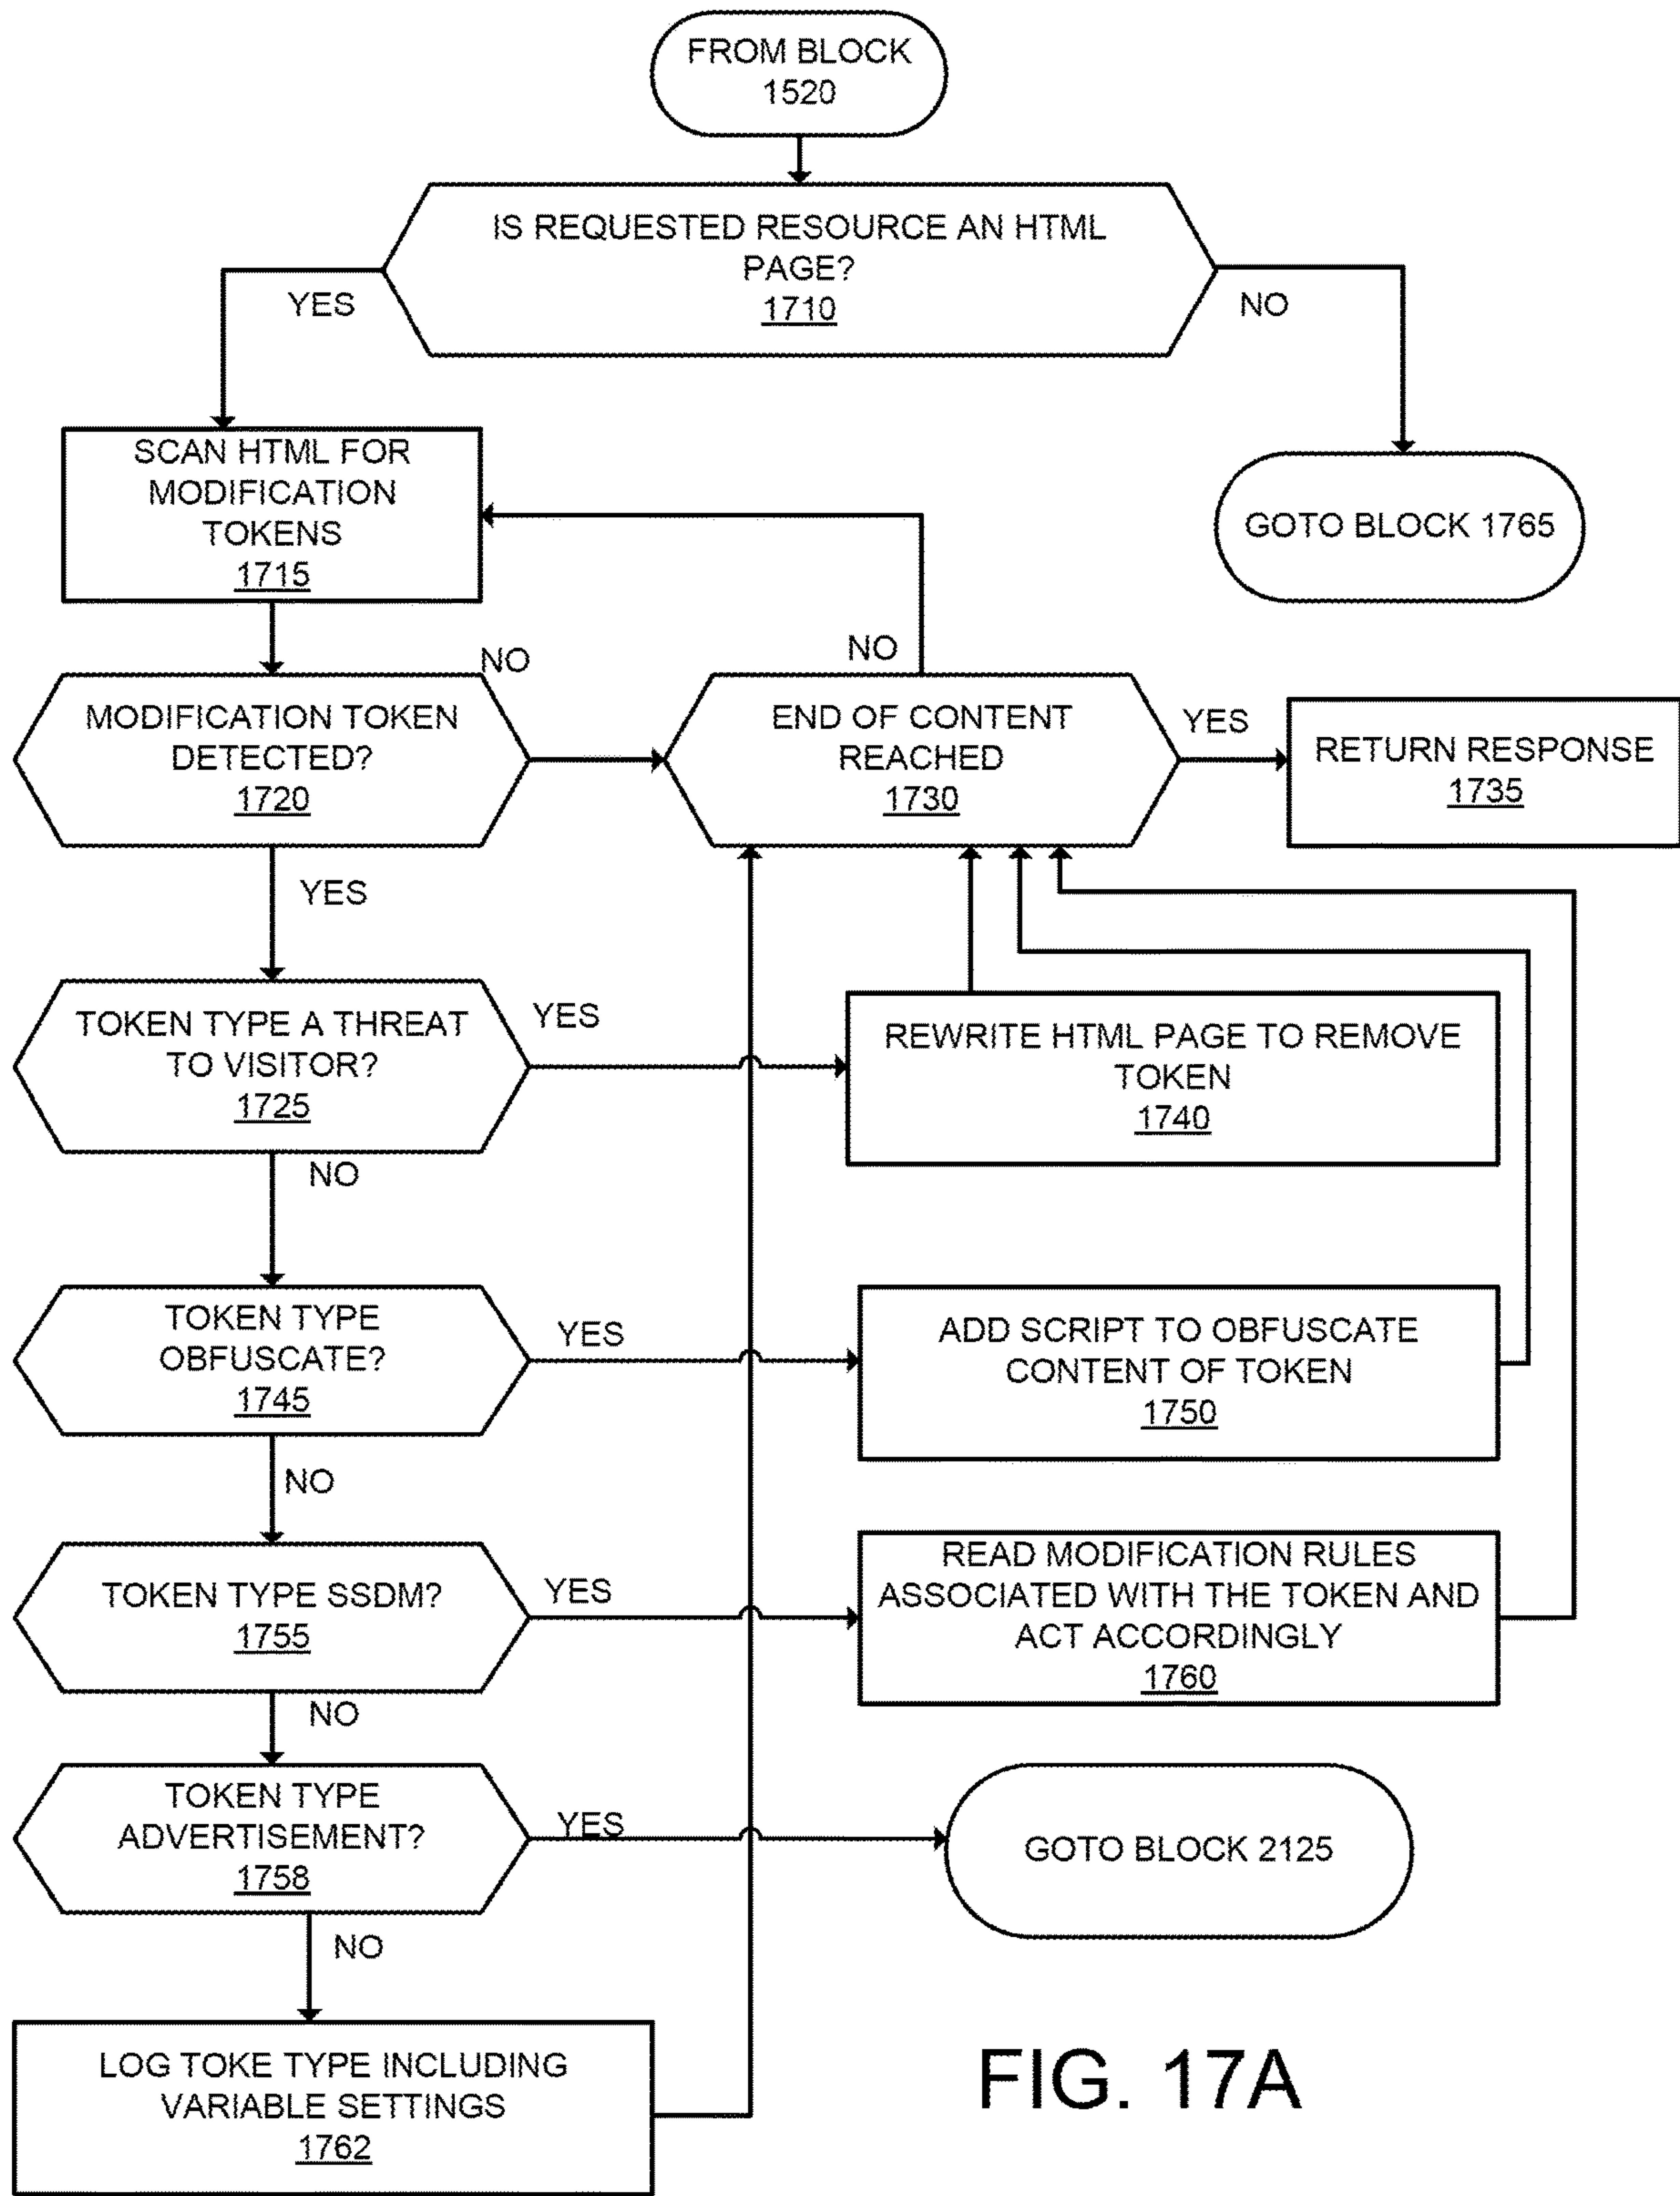 FROM BLOCK
1520
IS REQUESTED RESOURCE AN HTML
PAGE?
1710
YES
NO
SCAN HTML FOR
MODIFICATION
TOKENS
1715
GOTO BLOCK 1765
NO
NO
MODIFICATION TOKEN
DETECTED?
1720
END OF CONTENT
REACHED
1730
YES
RETURN RESPONSE
1735
YES
TOKEN TYPE A THREAT
TO VISITOR?
1725
YES
REWRITE HTML PAGE TO REMOVE
TOKEN
1740
NO
TOKEN TYPE
OBFUSCATE?
1745
YES
ADD SCRIPT TO OBFUSCATE
CONTENT OF TOKEN
1750
NO
TOKEN TYPE SSDM?
1755
YES
READ MODIFICATION RULES
ASSOCIATED WITH THE TOKEN AND
ACT ACCORDINGLY
1760
NO
TOKEN TYPE
ADVERTISEMENT?
1758
YES
GOTO BLOCK 2125
NO
LOG TOKE TYPE INCLUDING
VARIABLE SETTINGS
1762
FIG. 17A